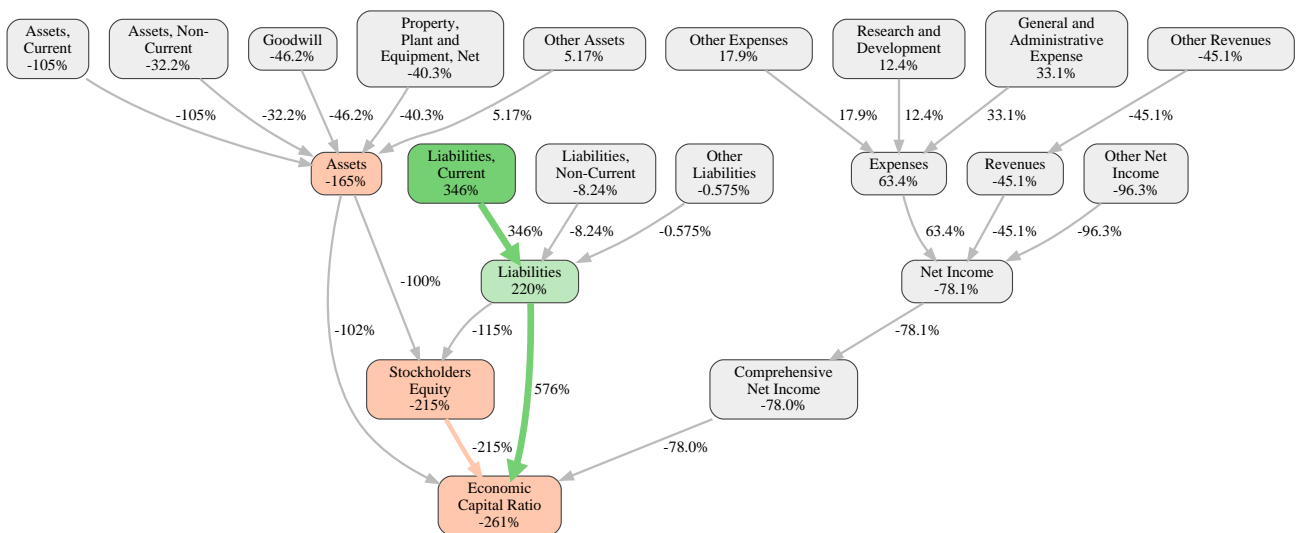 Assets,
Current
-105%
Assets, Non-
Current
-32.2%
Goodwill
-46.2%
Property,
Plant and
Equipment, Net
-40.3%
Other Assets
5.17%
Other Expenses
17.9%
Research and
Development
12.4%
General and
Administrative
Expense
33.1%
Other Revenues
-45.1%
-105%
-32.2%
-46.2%
-40.3%
5.17%
17.9%
12.4%
33.1%
-45.1%
Assets
-165%
Liabilities,
Current
346%
Liabilities,
Non-Current
-8.24%
Other
Liabilities
-0.575%
Expenses
63.4%
Revenues
-45.1%
Other Net
Income
-96.3%
346%
-8.24%
-0.575%
63.4%
-45.1%
-96.3%
-100%
Liabilities
220%
Net Income
-78.1%
-102%
-115%
-78.1%
Stockholders
Equity
-215%
576%
Comprehensive
Net Income
-78.0%
-215%
-78.0%
Economic
Capital Ratio
-261%